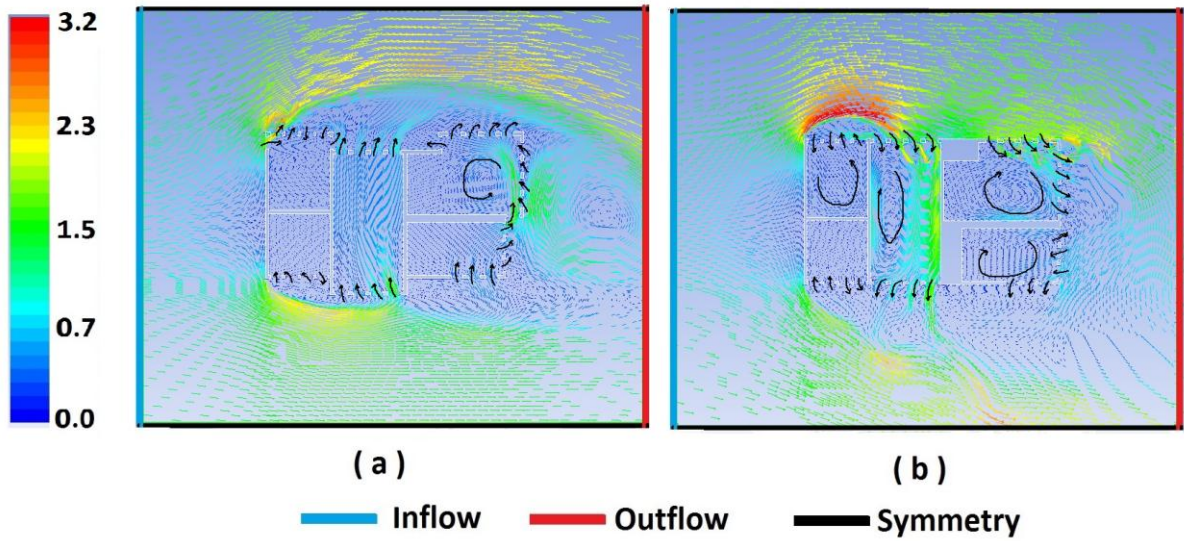 3.2
2.3
1.5
0.7
0.0
( a )
( b )
Inflow
Outflow
Symmetry